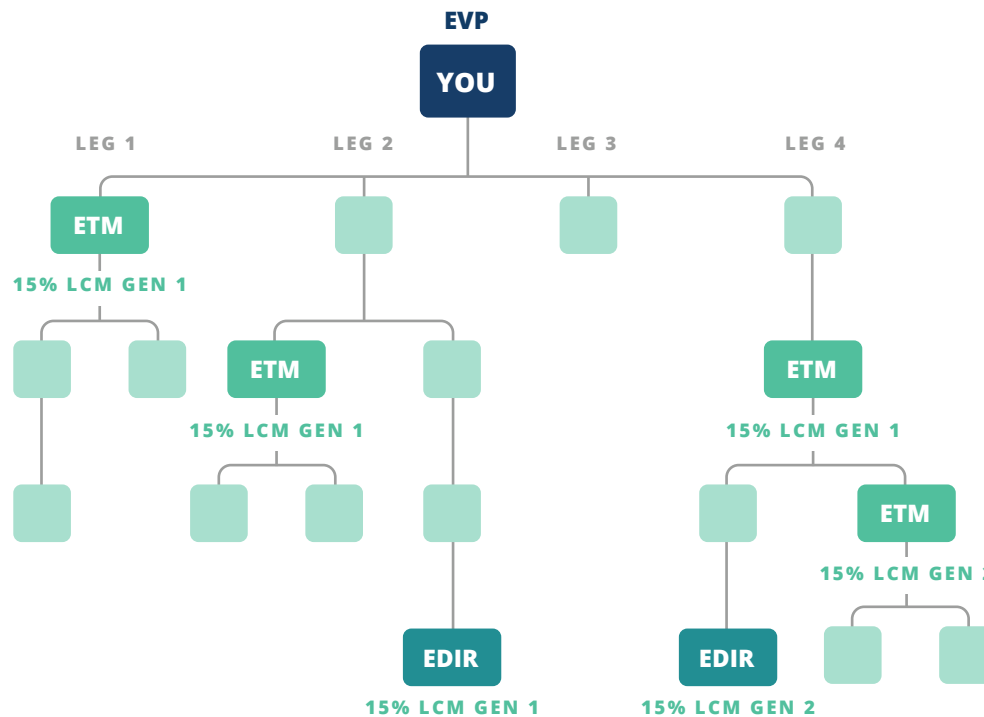 EVP
YOU
LEG 1
LEG 2
LEG 3
LEG 4
ETM
15% LCM GEN 1
ETM
ETM
15% LCM GEN 1
15% LCM GEN 1
ETM
15% LCM GEN
EDIR
EDIR
15% LCM GEN 1
15% LCM GEN 2